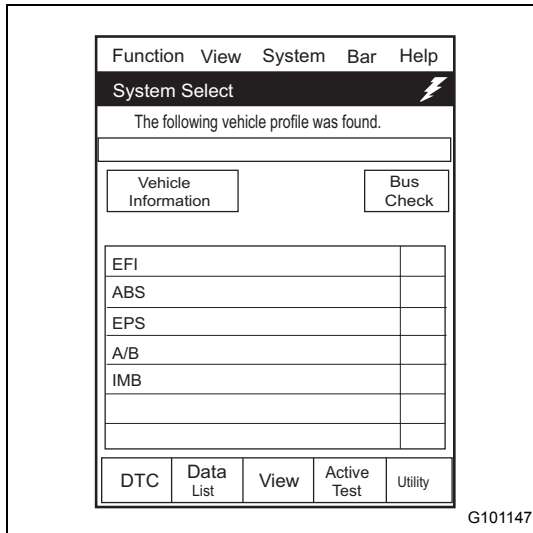 Function View System Bar Help
System Select
The following vehicle profile was found.
Vehicle
Information
Bus
Check
EFI
ABS
EPS
A/B
IMB
DTC
Data
List
View
Active
Test
Utility
G101147